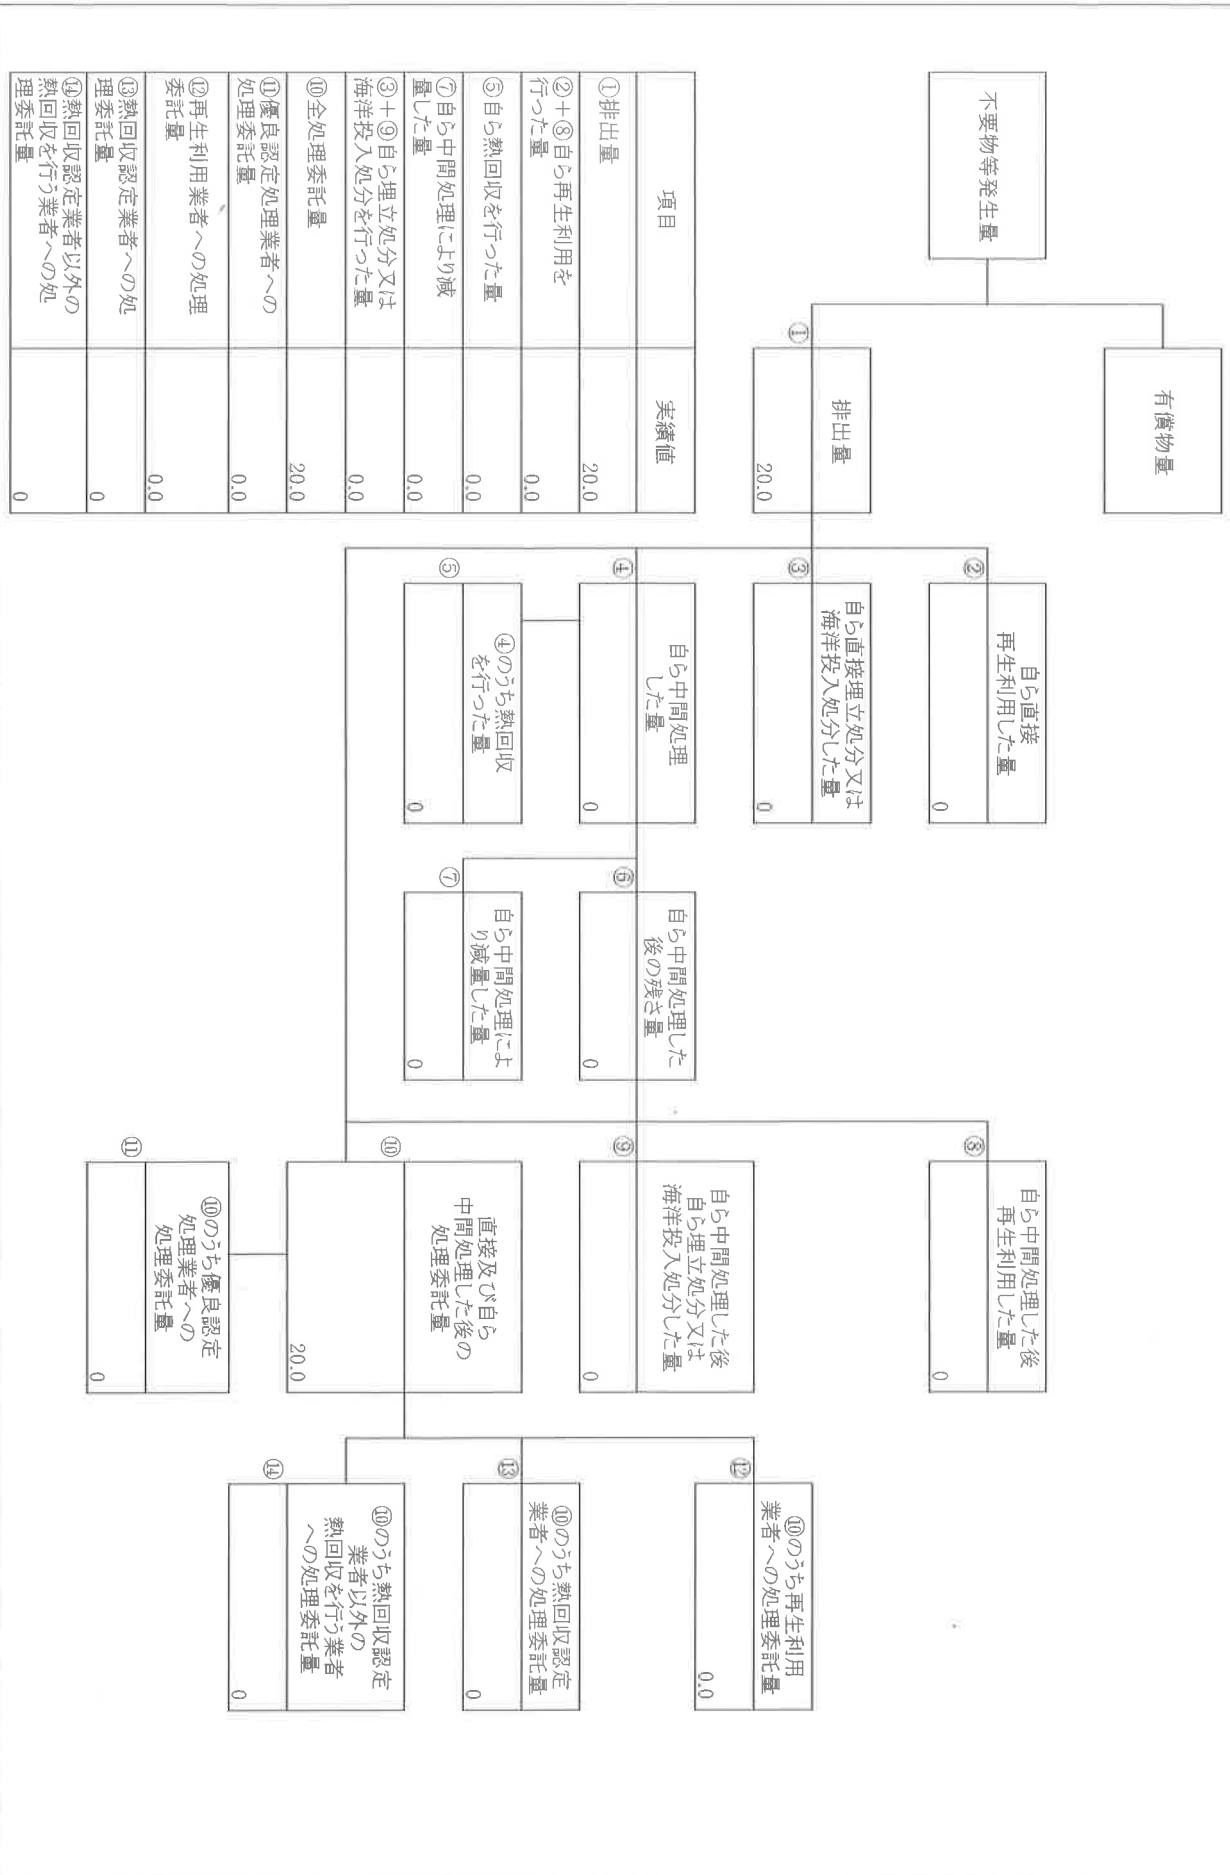 有償物量
不要物等発生量
①
排出量
20.0
②
自ら直接
再生利用した量
0
③
自ら直接埋立処分又は
海洋投入処分した量
0
④
自ら中間処理
した量
0
⑤
④のうち熱回収
を行った量
0
⑥
自ら中間処理した
後の残さ量
0
⑦
自ら中間処理によ
り減量した量
0
⑧
自ら中間処理した後
再生利用した量
0
⑨
自ら中間処理した後
自ら埋立処分又は
海洋投入処分した量
0
⑩
直接及び自ら
中間処理した後の
処理委託量
20.0
⑪
⑩のうち優良認定
処理業者への
処理委託量
0
⑫
⑩のうち再生利用
業者への処理委託量
0.0
⑬
⑩のうち熱回収認定
業者への処理委託量
0
⑭
⑩のうち熱回収認定
業者以外の
熱回収を行う業者
への処理委託量
0
項目
実績値
①排出量
20.0
②+⑧自ら再生利用を
行った量
0.0
⑤自ら熱回収を行った量
0.0
⑦自ら中間処理により減
量した量
0.0
③+⑨自ら埋立処分又は
海洋投入処分を行った量
0.0
⑩全処理委託量
20.0
⑪優良認定処理業者への
処理委託量
0.0
⑫再生利用業者への処理
委託量
0.0
⑬熱回収認定業者への処
理委託量
0
⑭熱回収認定業者以外の
熱回収を行う業者への処
理委託量
0